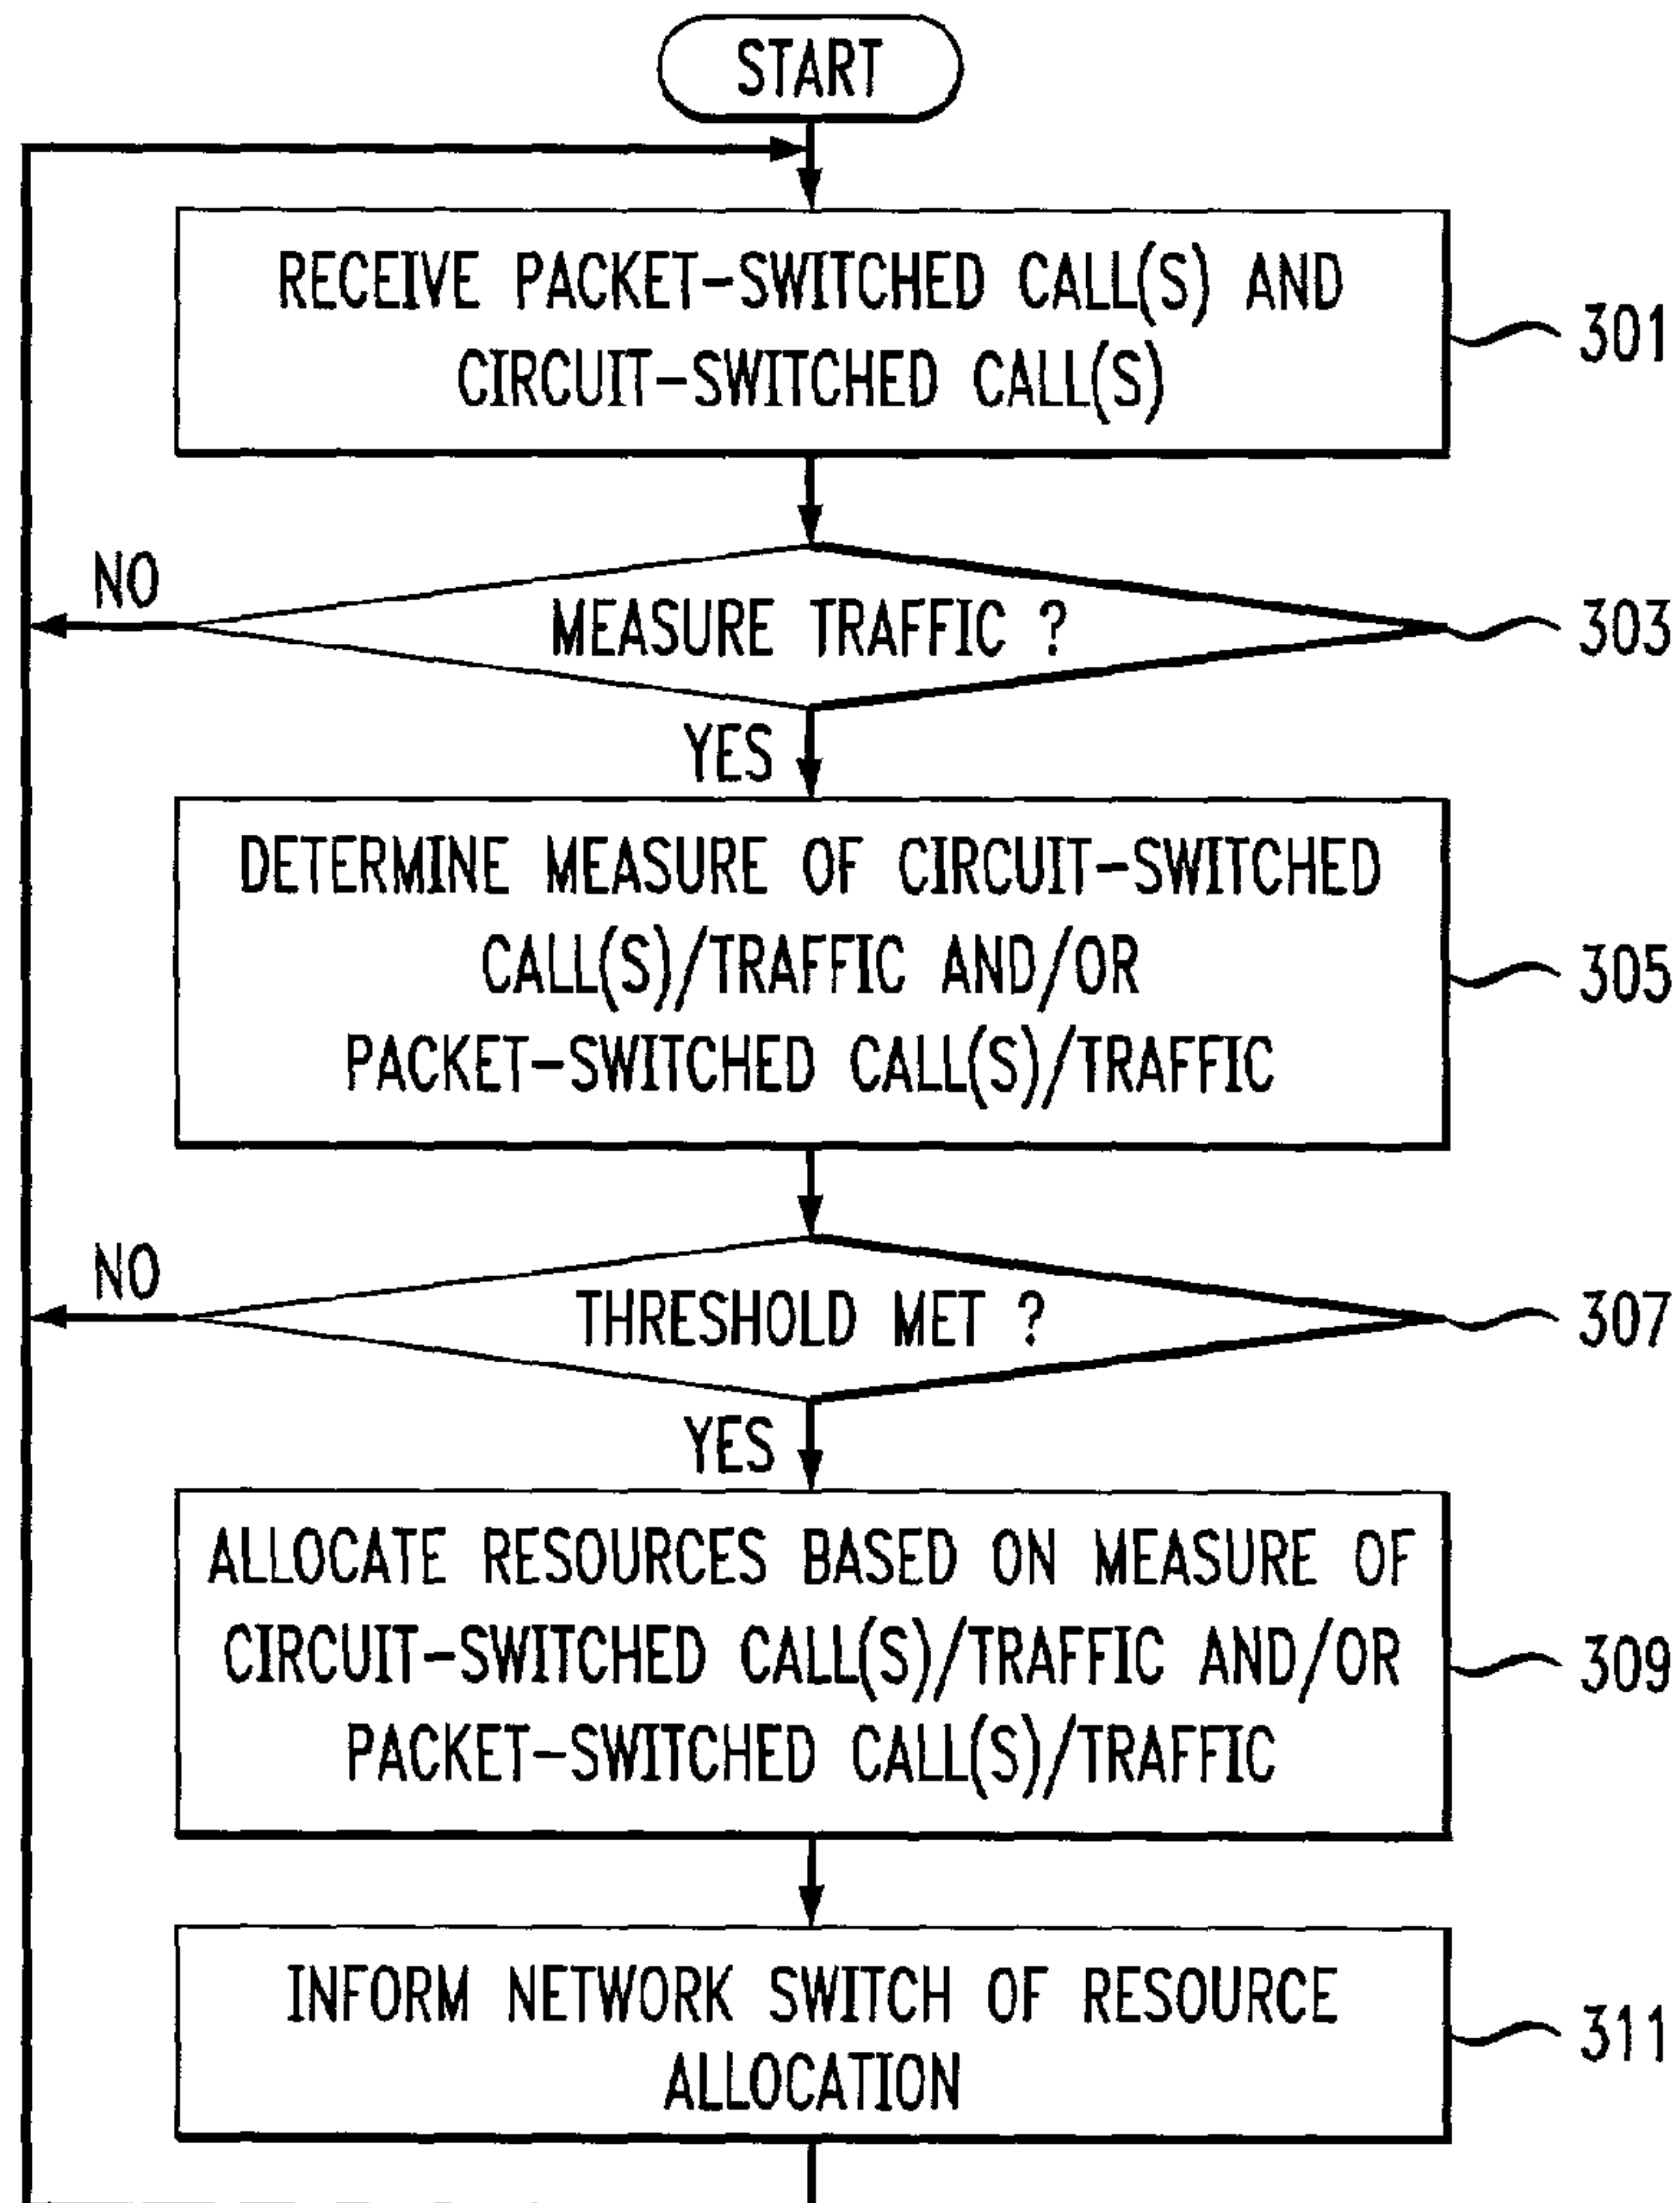 START
RECEIVE PACKET-SWITCHED CALL(S) AND
CIRCUIT-SWITCHED CALL(S)
301
NO
MEASURE TRAFFIC ?
303
YES
DETERMINE MEASURE OF CIRCUIT-SWITCHED
CALL(S)/TRAFFIC AND/OR
PACKET-SWITCHED CALL(S)/TRAFFIC
305
NO
THRESHOLD MET ?
307
YES
ALLOCATE RESOURCES BASED ON MEASURE OF
CIRCUIT-SWITCHED CALL(S)/TRAFFIC AND/OR
PACKET-SWITCHED CALL(S)/TRAFFIC
309
INFORM NETWORK SWITCH OF RESOURCE
ALLOCATION
311